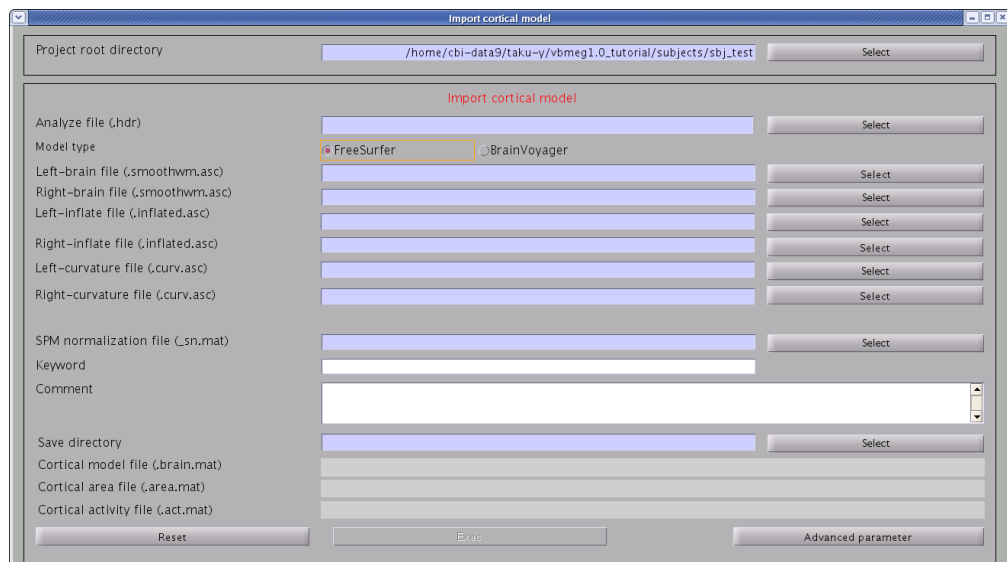 Import cortical model
Project root directory /home/cbi-data9/taku-y/vbmeg1.0_tutorial/subjects/sbj_test Select
Import cortical model
Analyze file (.hdr) Select
Model type FreeSurfer BrainVoyager
Left-brain file (.smoothwm.asc) Select
Right-brain file (.smoothwm.asc) Select
Left-inflate file (.inflated.asc) Select
Right-inflate file (.inflated.asc) Select
Left-curvature file (.curv.asc) Select
Right-curvature file (.curv.asc) Select
SPM normalization file (_sn.mat) Select
Keyword
Comment
Save directory Select
Cortical model file (.brain.mat)
Cortical area file (.area.mat)
Cortical activity file (.act.mat)
Reset Exec Advanced parameter